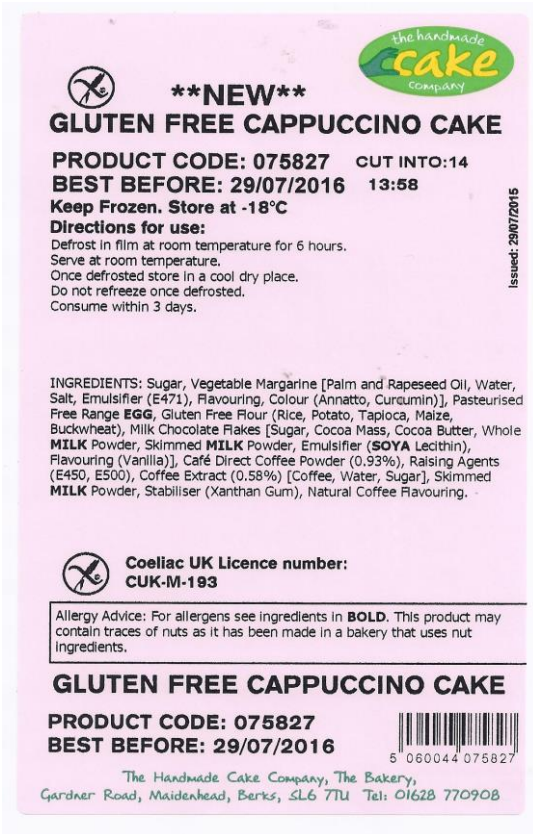 the handmade
cake
company
**NEW**
GLUTEN FREE CAPPUCCINO CAKE
PRODUCT CODE: 075827 CUT INTO:14
BEST BEFORE: 29/07/2016 13:58
Keep Frozen. Store at -18°C
Directions for use:
Defrost in film at room temperature for 6 hours.
Serve at room temperature.
Once defrosted store in a cool dry place.
Do not refreeze once defrosted.
Consume within 3 days.
Issued: 29/07/2015
INGREDIENTS: Sugar, Vegetable Margarine [Palm and Rapeseed Oil, Water,
Salt, Emulsifier (E471), Flavouring, Colour (Annatto, Curcumin)], Pasteurised
Free Range EGG, Gluten Free Flour (Rice, Potato, Tapioca, Maize,
Buckwheat), Milk Chocolate Flakes [Sugar, Cocoa Mass, Cocoa Butter, Whole
MILK Powder, Skimmed MILK Powder, Emulsifier (SOYA Lecithin),
Flavouring (Vanilla)], Café Direct Coffee Powder (0.93%), Raising Agents
(E450, E500), Coffee Extract (0.58%) [Coffee, Water, Sugar], Skimmed
MILK Powder, Stabiliser (Xanthan Gum), Natural Coffee Flavouring.
Coeliac UK Licence number:
CUK-M-193
Allergy Advice: For allergens see ingredients in BOLD. This product may
contain traces of nuts as it has been made in a bakery that uses nut
ingredients.
GLUTEN FREE CAPPUCCINO CAKE
PRODUCT CODE: 075827
BEST BEFORE: 29/07/2016
5 060044 075827
The Handmade Cake Company, The Bakery,
Gardner Road, Maidenhead, Berks, SL6 7TU Tel: 01628 770908